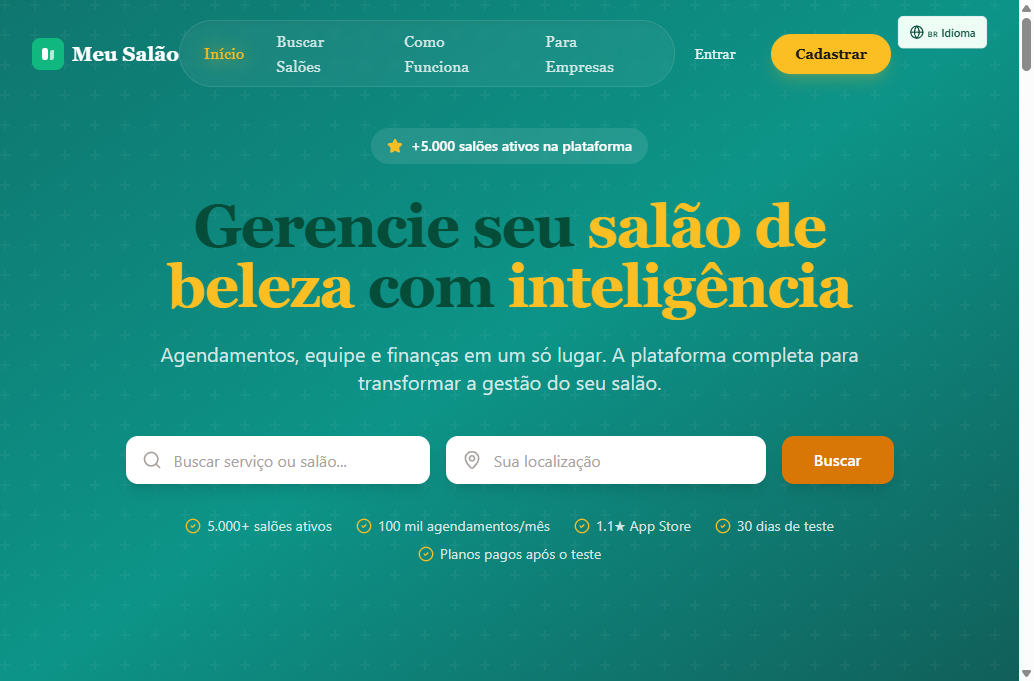 Meu Salão
Início
Buscar
Salões
Como
Funciona
Para
Empresas
Entrar
Cadastrar
BR Idioma
+5.000 salões ativos na plataforma
Gerencie seu salão de
beleza com inteligência
Agendamentos, equipe e finanças em um só lugar. A plataforma completa para
transformar a gestão do seu salão.
Buscar serviço ou salão...
Sua localização
Buscar
5.000+ salões ativos
100 mil agendamentos/mês
1.1★ App Store
30 dias de teste
Planos pagos após o teste